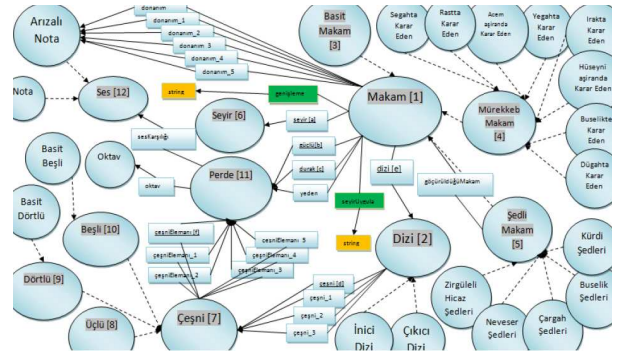 Arızalı
Nota
donanım
donanım_1
donanım_2
donanım_3
donanım_4
donanım_5
Basit
Makam
[3]
Segahta
Karar
Eden
Rastta
Karar
Eden
Acem
aşiranda
Karar Eden
Yegahta
Karar
Eden
Irakta
Karar
Eden
Hüseyni
aşiranda
Karar Eden
Buselikte
Karar
Eden
Dügahta
Karar
Eden
Nota
Ses [12]
string
genişleme
Makam [1]
Mürekkeb
Makam
[4]
Seyir [6]
seyir[a]
sesKarşılığı
güçlü[b]
durak [c]
yeden
Basit
Beşli
Oktav
oktav
Perde [11]
dizi [e]
seyirUygula
göçürüldüğüMakam
Basit
Dörtlü
Beşli [10]
çeşniElemanı [f]
çeşniElemanı_1
çeşniElemanı_2
çeşniElemanı_5
çeşniElemanı_4
çeşniElemanı_3
string
Dizi [2]
Şedli
Makam
[5]
Kürdi
Şedleri
Dörtlü [9]
Üçlü [8]
Çeşni [7]
çeşni [d]
çeşni_1
çeşni_2
çeşni_3
İnici
Dizi
Çıkıcı
Dizi
Zirgüleli
Hicaz
Şedleri
Neveser
Şedleri
Çargah
Şedleri
Buselik
Şedleri